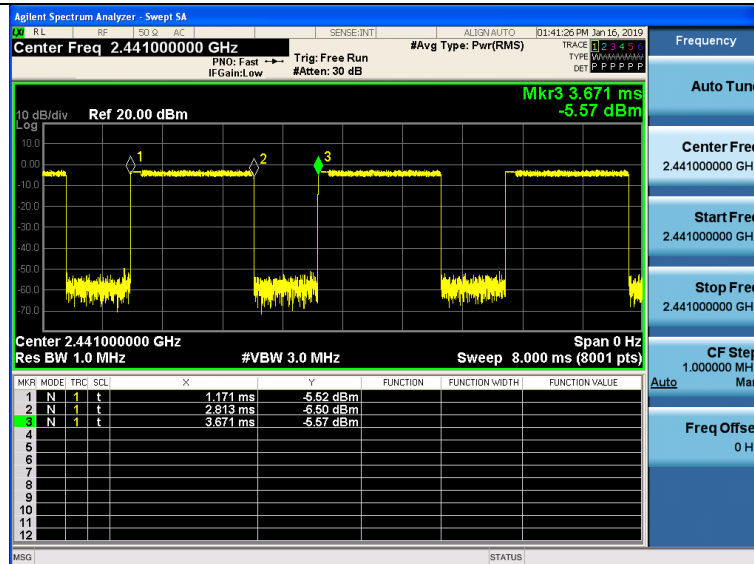 Agilent Spectrum Analyzer - Swept SA
LXI RL RF 50 Ω AC SENSE:INT ALIGN AUTO 01:41:26 PM Jan 16, 2019
Center Freq 2.441000000 GHz
PNO: Fast
IFGain:Low
Trig: Free Run
#Atten: 30 dB
#Avg Type: Pwr(RMS)
TRACE 1 2 3 4 5 6
TYPE WWWWWW
DET P P P P P P
Mkr3 3.671 ms
-5.57 dBm
10 dB/div Ref 20.00 dBm
Log
10.0
0.00
-10.0
-20.0
-30.0
-40.0
-50.0
-60.0
-70.0
1
2
3
Center 2.441000000 GHz Span 0 Hz
Res BW 1.0 MHz #VBW 3.0 MHz Sweep 8.000 ms (8001 pts)
MKR MODE TRC SCL X Y FUNCTION FUNCTION WIDTH FUNCTION VALUE
1 N 1 t 1.171 ms -5.52 dBm
2 N 1 t 2.813 ms -6.50 dBm
3 N 1 t 3.671 ms -5.57 dBm
4
5
6
7
8
9
10
11
12
MSG STATUS
Frequency
Auto Tun
Center Fre
2.441000000 GH
Start Fre
2.441000000 GH
Stop Fre
2.441000000 GH
CF Step
1.000000 MH
Auto Ma
Freq Offse
0 H